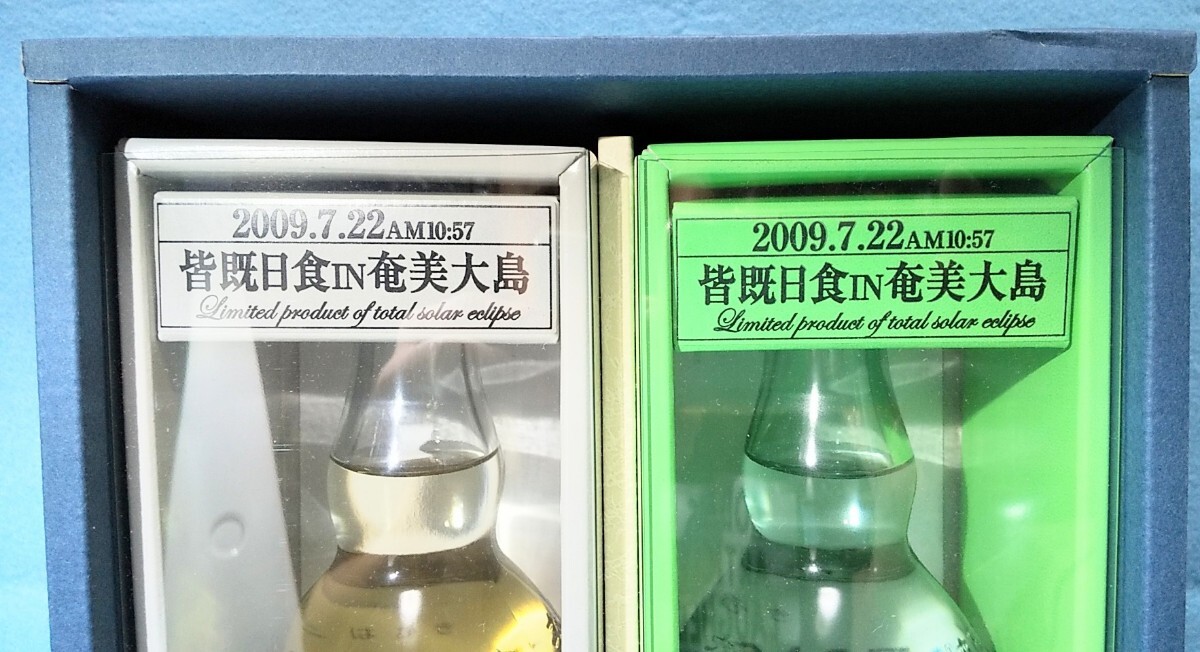 2009.7.22AM10:57
皆既日食IN奄美大島
Limited product of total solar eclipse
2009.7.22AM10:57
皆既日食IN奄美大島
Limited product of total solar eclipse